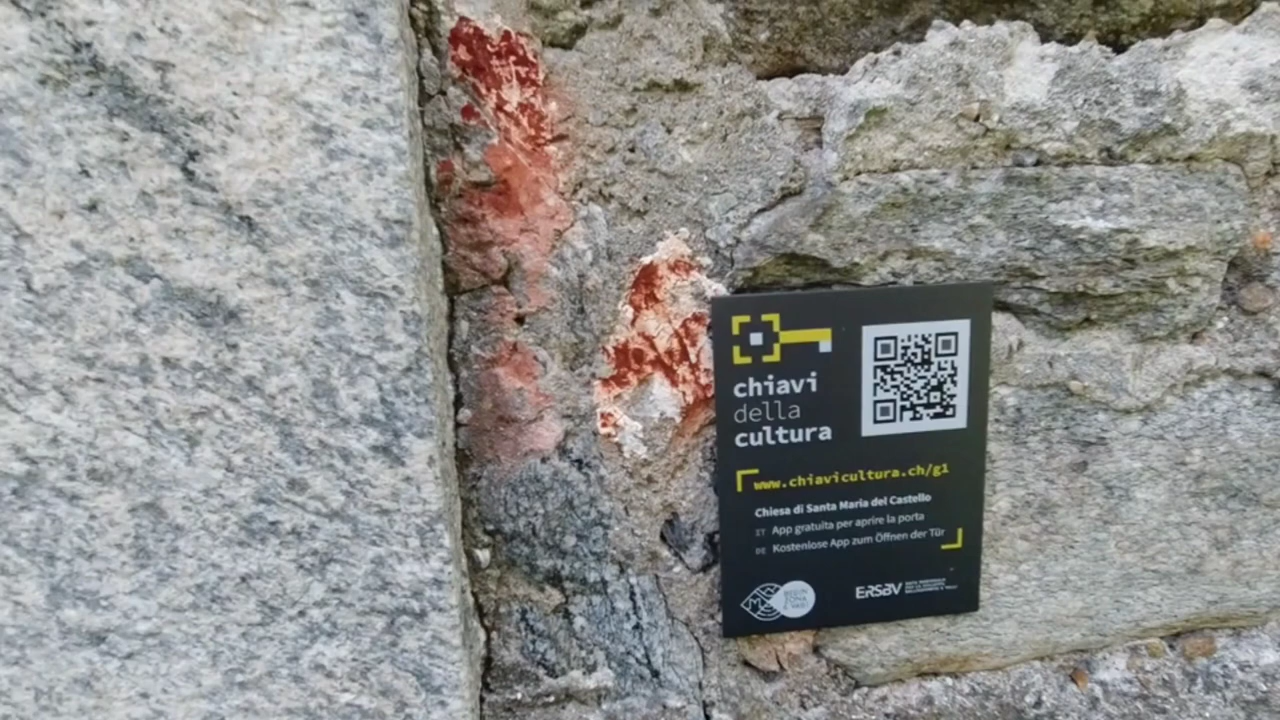 chiavi
della
cultura
www.chiavicultura.ch/g1
Chiesa di Santa Maria del Castello
IT App gratuita per aprire la porta
DE Kostenlose App zum Öffnen der Tür
ERSBV